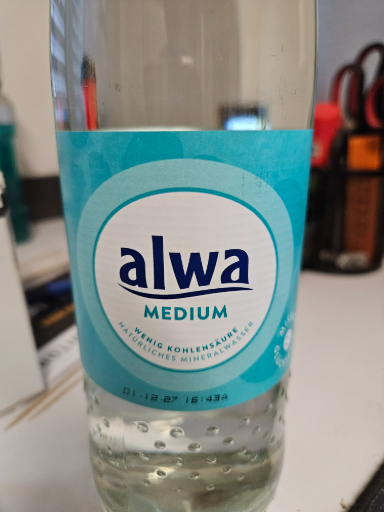 alwa
MEDIUM
WENIG KOHLENSÄURE
NATÜRLICHES MINERALWASSER
01.12.27 16:43A